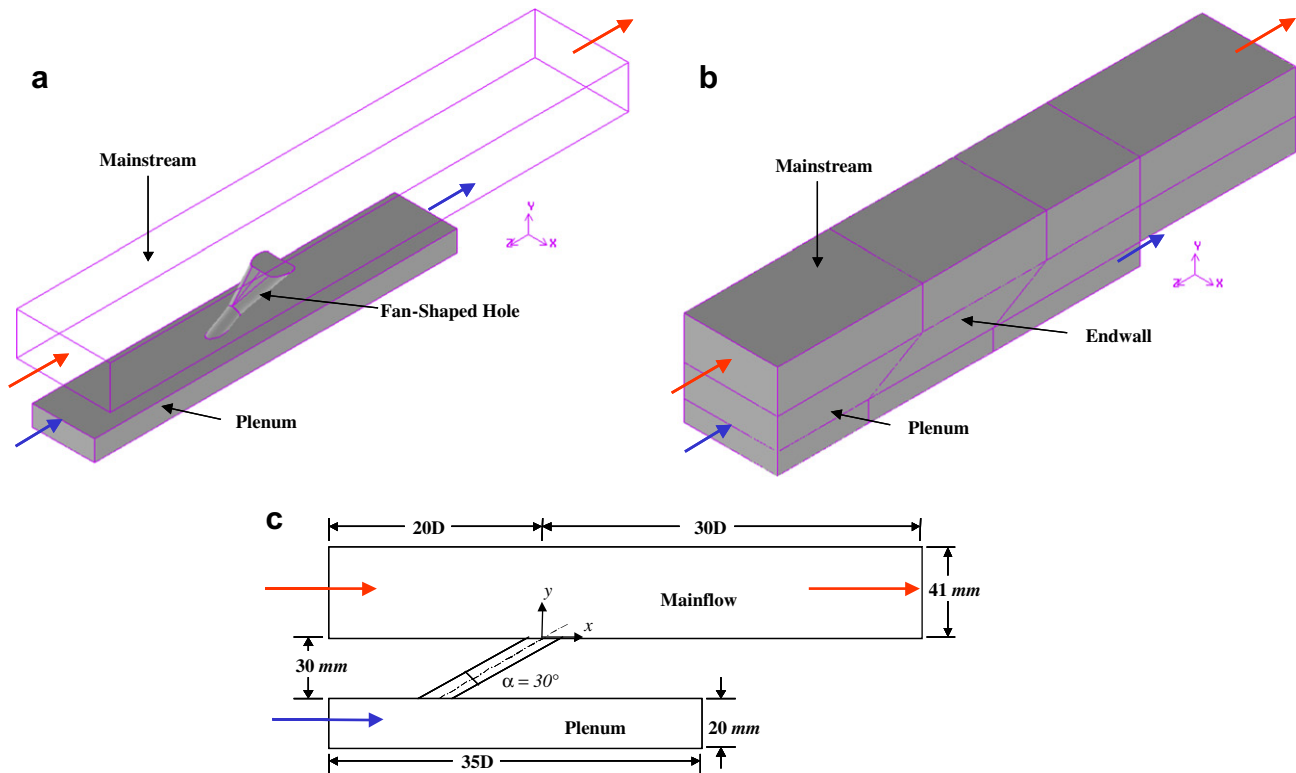 a
Mainstream
Y
Z
X
Fan-Shaped Hole
Plenum
b
Mainstream
Y
Z
X
Endwall
Plenum
c
20D
30D
y
x
Mainflow
41 mm
30 mm
α = 30°
Plenum
20 mm
35D